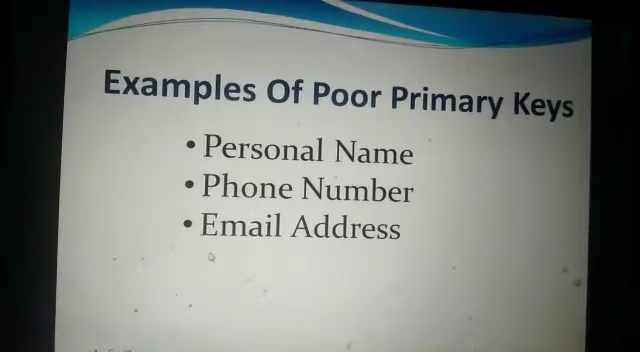 Examples Of Poor Primary Keys
• Personal Name
• Phone Number
• Email Address